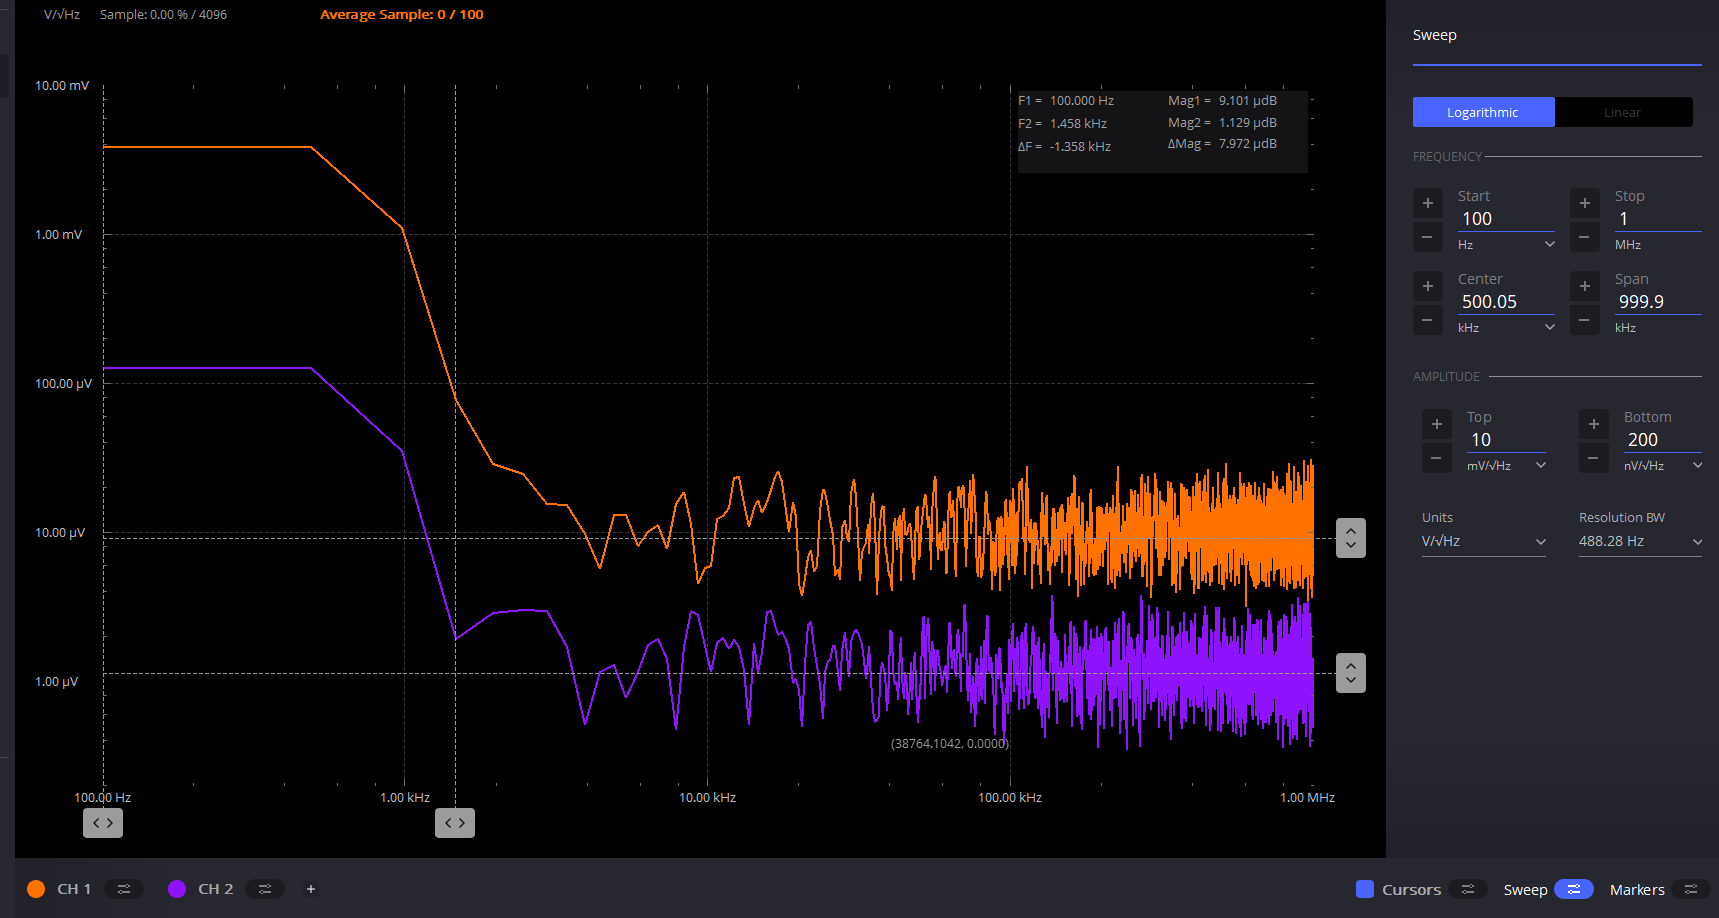 V/√Hz Sample: 0.00 % / 4096 Average Sample: 0 / 100
10.00 mV
1.00 mV
100.00 µV
10.00 µV
1.00 µV
F1 = 100.000 Hz Mag1 = 9.101 µdB
F2 = 1.458 kHz Mag2 = 1.129 µdB
ΔF = -1.358 kHz ΔMag = 7.972 µdB
(38764.1042, 0.0000)
100.00 Hz 1.00 kHz 10.00 kHz 100.00 kHz 1.00 MHz
CH 1 CH 2 +
Sweep
Logarithmic Linear
FREQUENCY
Start Stop
+ 100 + 1
− Hz − MHz
Center Span
+ 500.05 + 999.9
− kHz − kHz
AMPLITUDE
Top Bottom
+ 10 + 200
− mV/√Hz − nV/√Hz
Units Resolution BW
V/√Hz 488.28 Hz
Cursors Sweep Markers